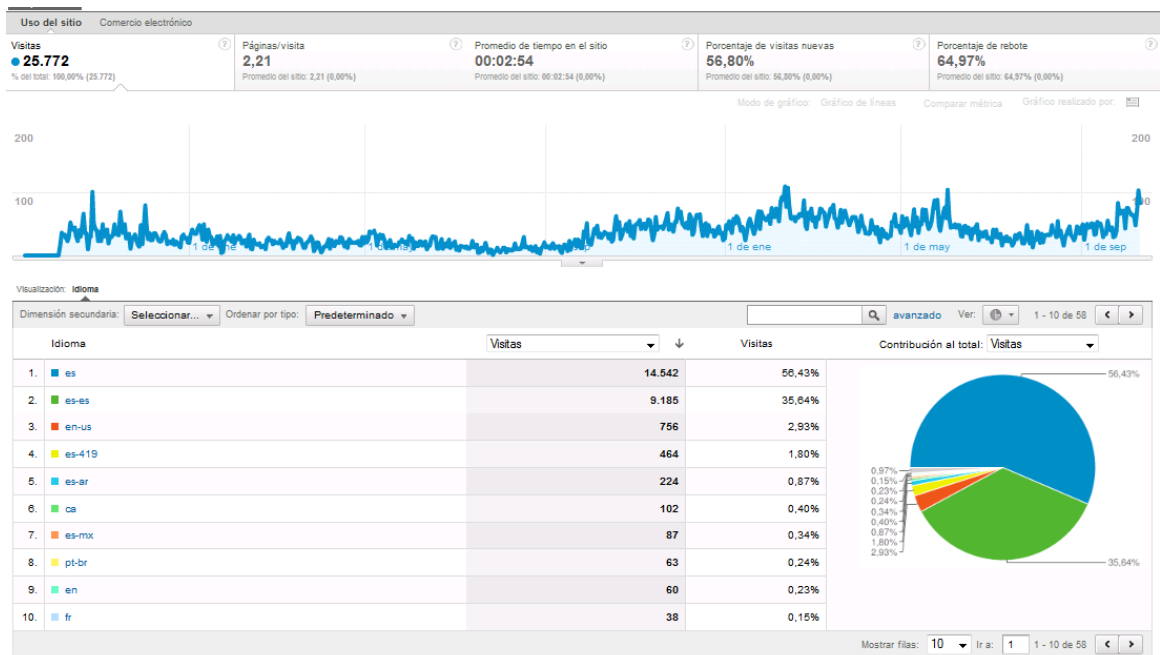 Uso del sitio Comercio electrónico
Visitas
25.772
% del total: 100,00% (25.772)
Páginas/visita
2,21
Promedio del sitio: 2,21 (0,00%)
Promedio de tiempo en el sitio
00:02:54
Promedio del sitio: 00:02:54 (0,00%)
Porcentaje de visitas nuevas
56,80%
Promedio del sitio: 56,80% (0,00%)
Porcentaje de rebote
64,97%
Promedio del sitio: 64,97% (0,00%)
Modo de gráfico: Gráfico de líneas Comparar métrica Gráfico realizado por:
200 200
100
1 de ene 1 de ene 1 de may 1 de sep
Visualización: Idioma
Dimensión secundaria: Seleccionar... Ordenar por tipo: Predeterminado avanzado Ver: 1 - 10 de 58
Idioma Visitas Visitas Contribución al total: Visitas
1. es 14.542 56,43%
2. es-es 9.185 35,64%
3. en-us 756 2,93%
4. es-419 464 1,80%
5. es-ar 224 0,87%
6. ca 102 0,40%
7. es-mx 87 0,34%
8. pt-br 63 0,24%
9. en 60 0,23%
10. fr 38 0,15%
56,43%
0,97%
0,15%
0,23%
0,24%
0,34%
0,40%
0,87%
1,80%
2,93%
35,64%
Mostrar filas: 10 Ir a: 1 1 - 10 de 58